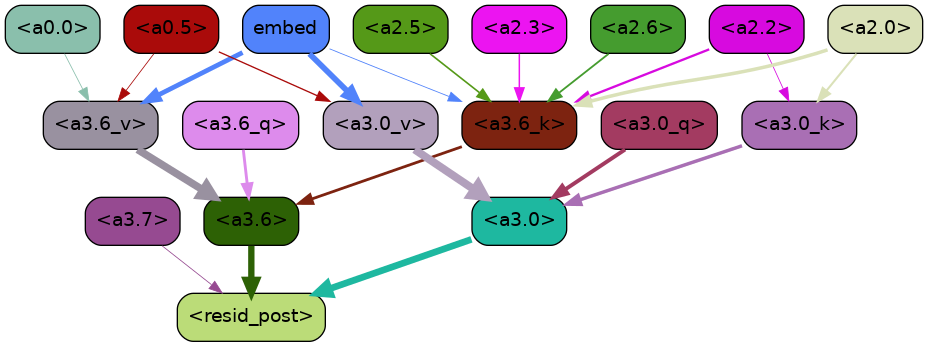 <a0.0> <a0.5> embed <a2.5> <a2.3> <a2.6> <a2.2> <a2.0>
<a3.6_v> <a3.6_q> <a3.0_v> <a3.6_k> <a3.0_q> <a3.0_k>
<a3.7> <a3.6> <a3.0>
<resid_post>